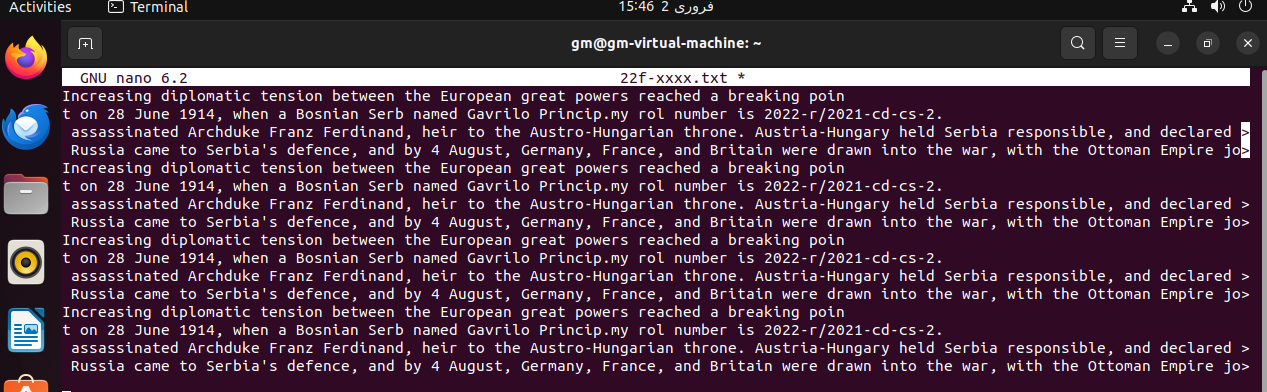 Activities Terminal 15:46 2 فروری
gm@gm-virtual-machine: ~
GNU nano 6.2 22f-xxxx.txt *
Increasing diplomatic tension between the European great powers reached a breaking poin
t on 28 June 1914, when a Bosnian Serb named Gavrilo Princip.my rol number is 2022-r/2021-cd-cs-2.
assassinated Archduke Franz Ferdinand, heir to the Austro-Hungarian throne. Austria-Hungary held Serbia responsible, and declared >
Russia came to Serbia's defence, and by 4 August, Germany, France, and Britain were drawn into the war, with the Ottoman Empire jo>
Increasing diplomatic tension between the European great powers reached a breaking poin
t on 28 June 1914, when a Bosnian Serb named Gavrilo Princip.my rol number is 2022-r/2021-cd-cs-2.
assassinated Archduke Franz Ferdinand, heir to the Austro-Hungarian throne. Austria-Hungary held Serbia responsible, and declared >
Russia came to Serbia's defence, and by 4 August, Germany, France, and Britain were drawn into the war, with the Ottoman Empire jo>
Increasing diplomatic tension between the European great powers reached a breaking poin
t on 28 June 1914, when a Bosnian Serb named Gavrilo Princip.my rol number is 2022-r/2021-cd-cs-2.
assassinated Archduke Franz Ferdinand, heir to the Austro-Hungarian throne. Austria-Hungary held Serbia responsible, and declared >
Russia came to Serbia's defence, and by 4 August, Germany, France, and Britain were drawn into the war, with the Ottoman Empire jo>
Increasing diplomatic tension between the European great powers reached a breaking poin
t on 28 June 1914, when a Bosnian Serb named Gavrilo Princip.my rol number is 2022-r/2021-cd-cs-2.
assassinated Archduke Franz Ferdinand, heir to the Austro-Hungarian throne. Austria-Hungary held Serbia responsible, and declared >
Russia came to Serbia's defence, and by 4 August, Germany, France, and Britain were drawn into the war, with the Ottoman Empire jo>